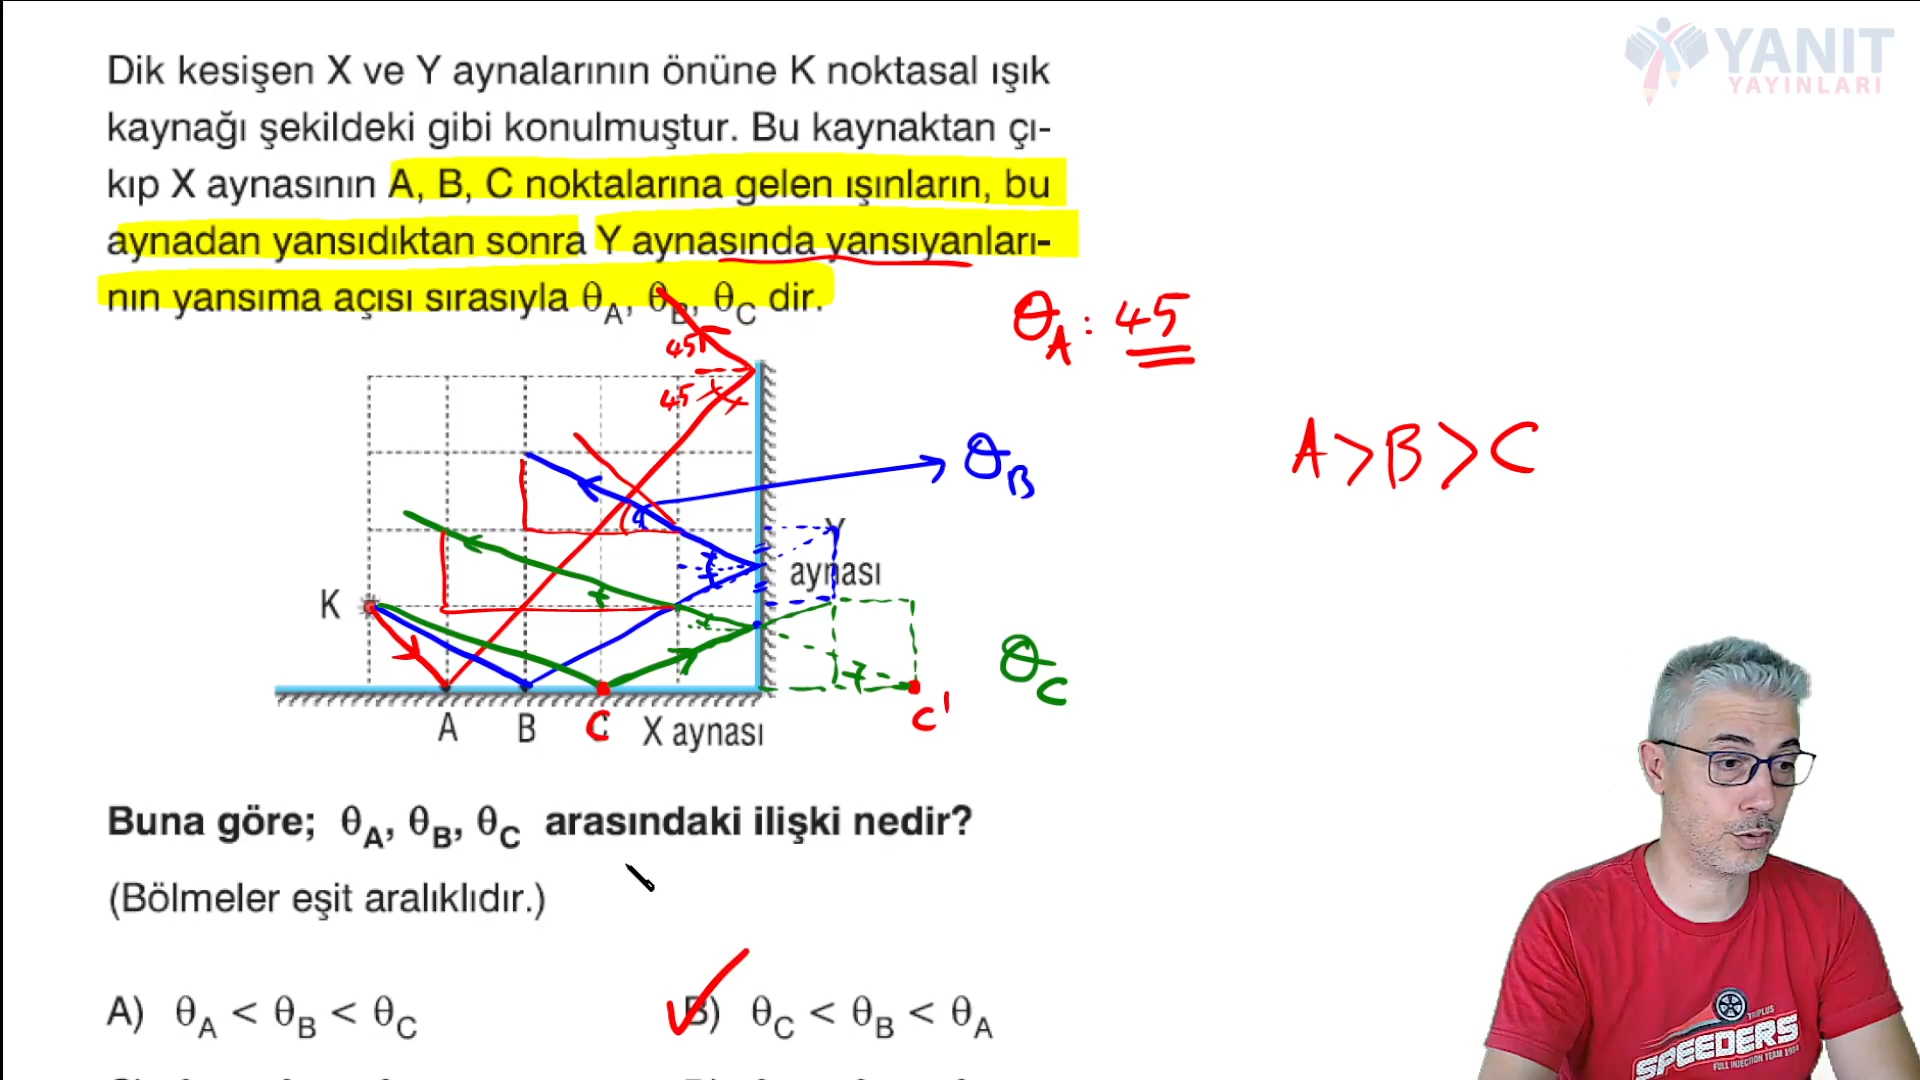 YANIT
YAYINLARI
Dik kesişen X ve Y aynalarının önüne K noktasal ışık
kaynağı şekildeki gibi konulmuştur. Bu kaynaktan çı-
kıp X aynasının A, B, C noktalarına gelen ışınların, bu
aynadan yansıdıktan sonra Y aynasında yansıyanları-
nın yansıma açısı sırasıyla θA, θB, θC dir.
θA : 45
45
45
A > B > C
θB
Y
aynası
K
θC
C'
A B C X aynası
Buna göre; θA, θB, θC arasındaki ilişki nedir?
(Bölmeler eşit aralıklıdır.)
A) θA < θB < θC
B) θC < θB < θA
TRIPLUS
SPEEDERS